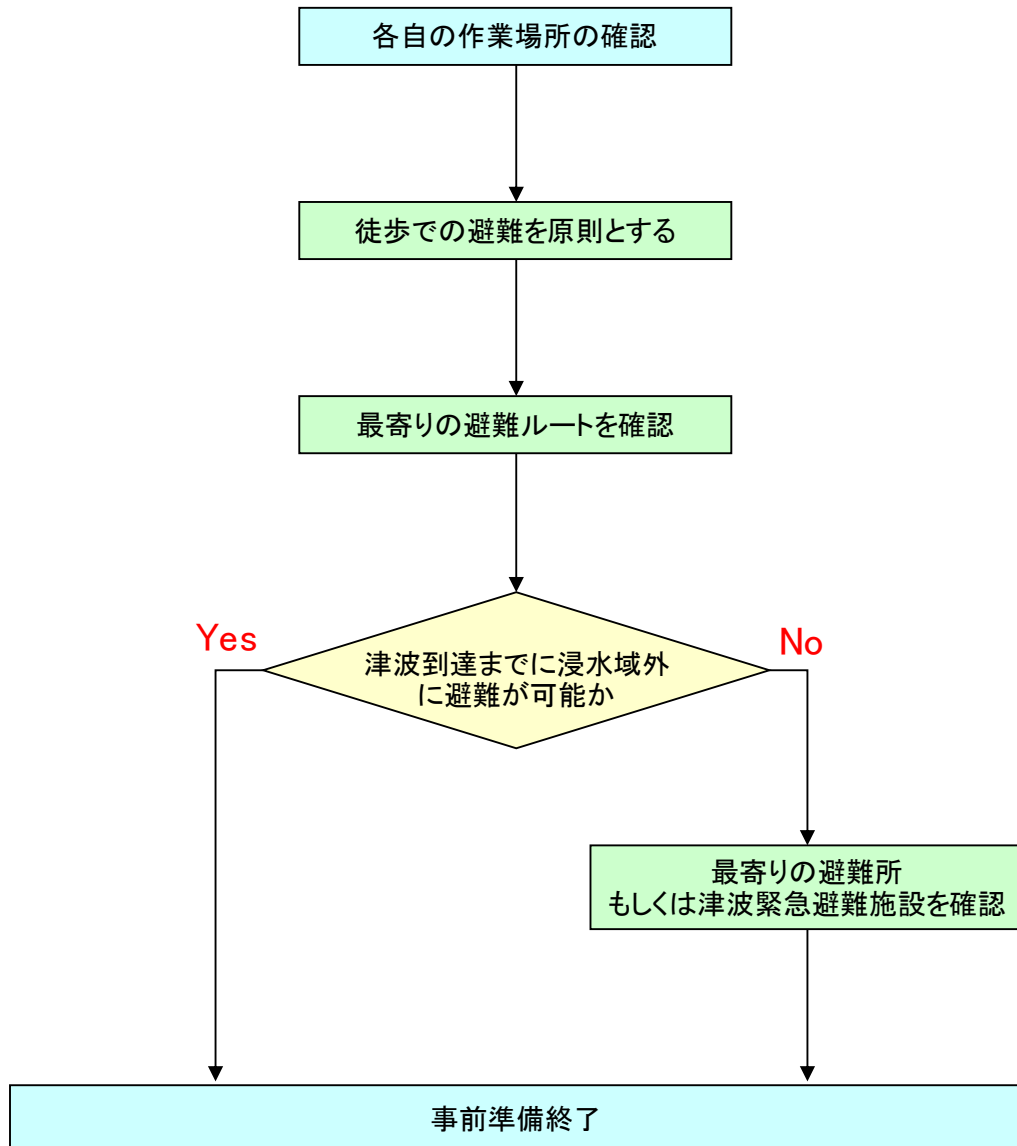 各自の作業場所の確認
徒歩での避難を原則とする
最寄りの避難ルートを確認
Yes
No
津波到達までに浸水域外
に避難が可能か
最寄りの避難所
もしくは津波緊急避難施設を確認
事前準備終了